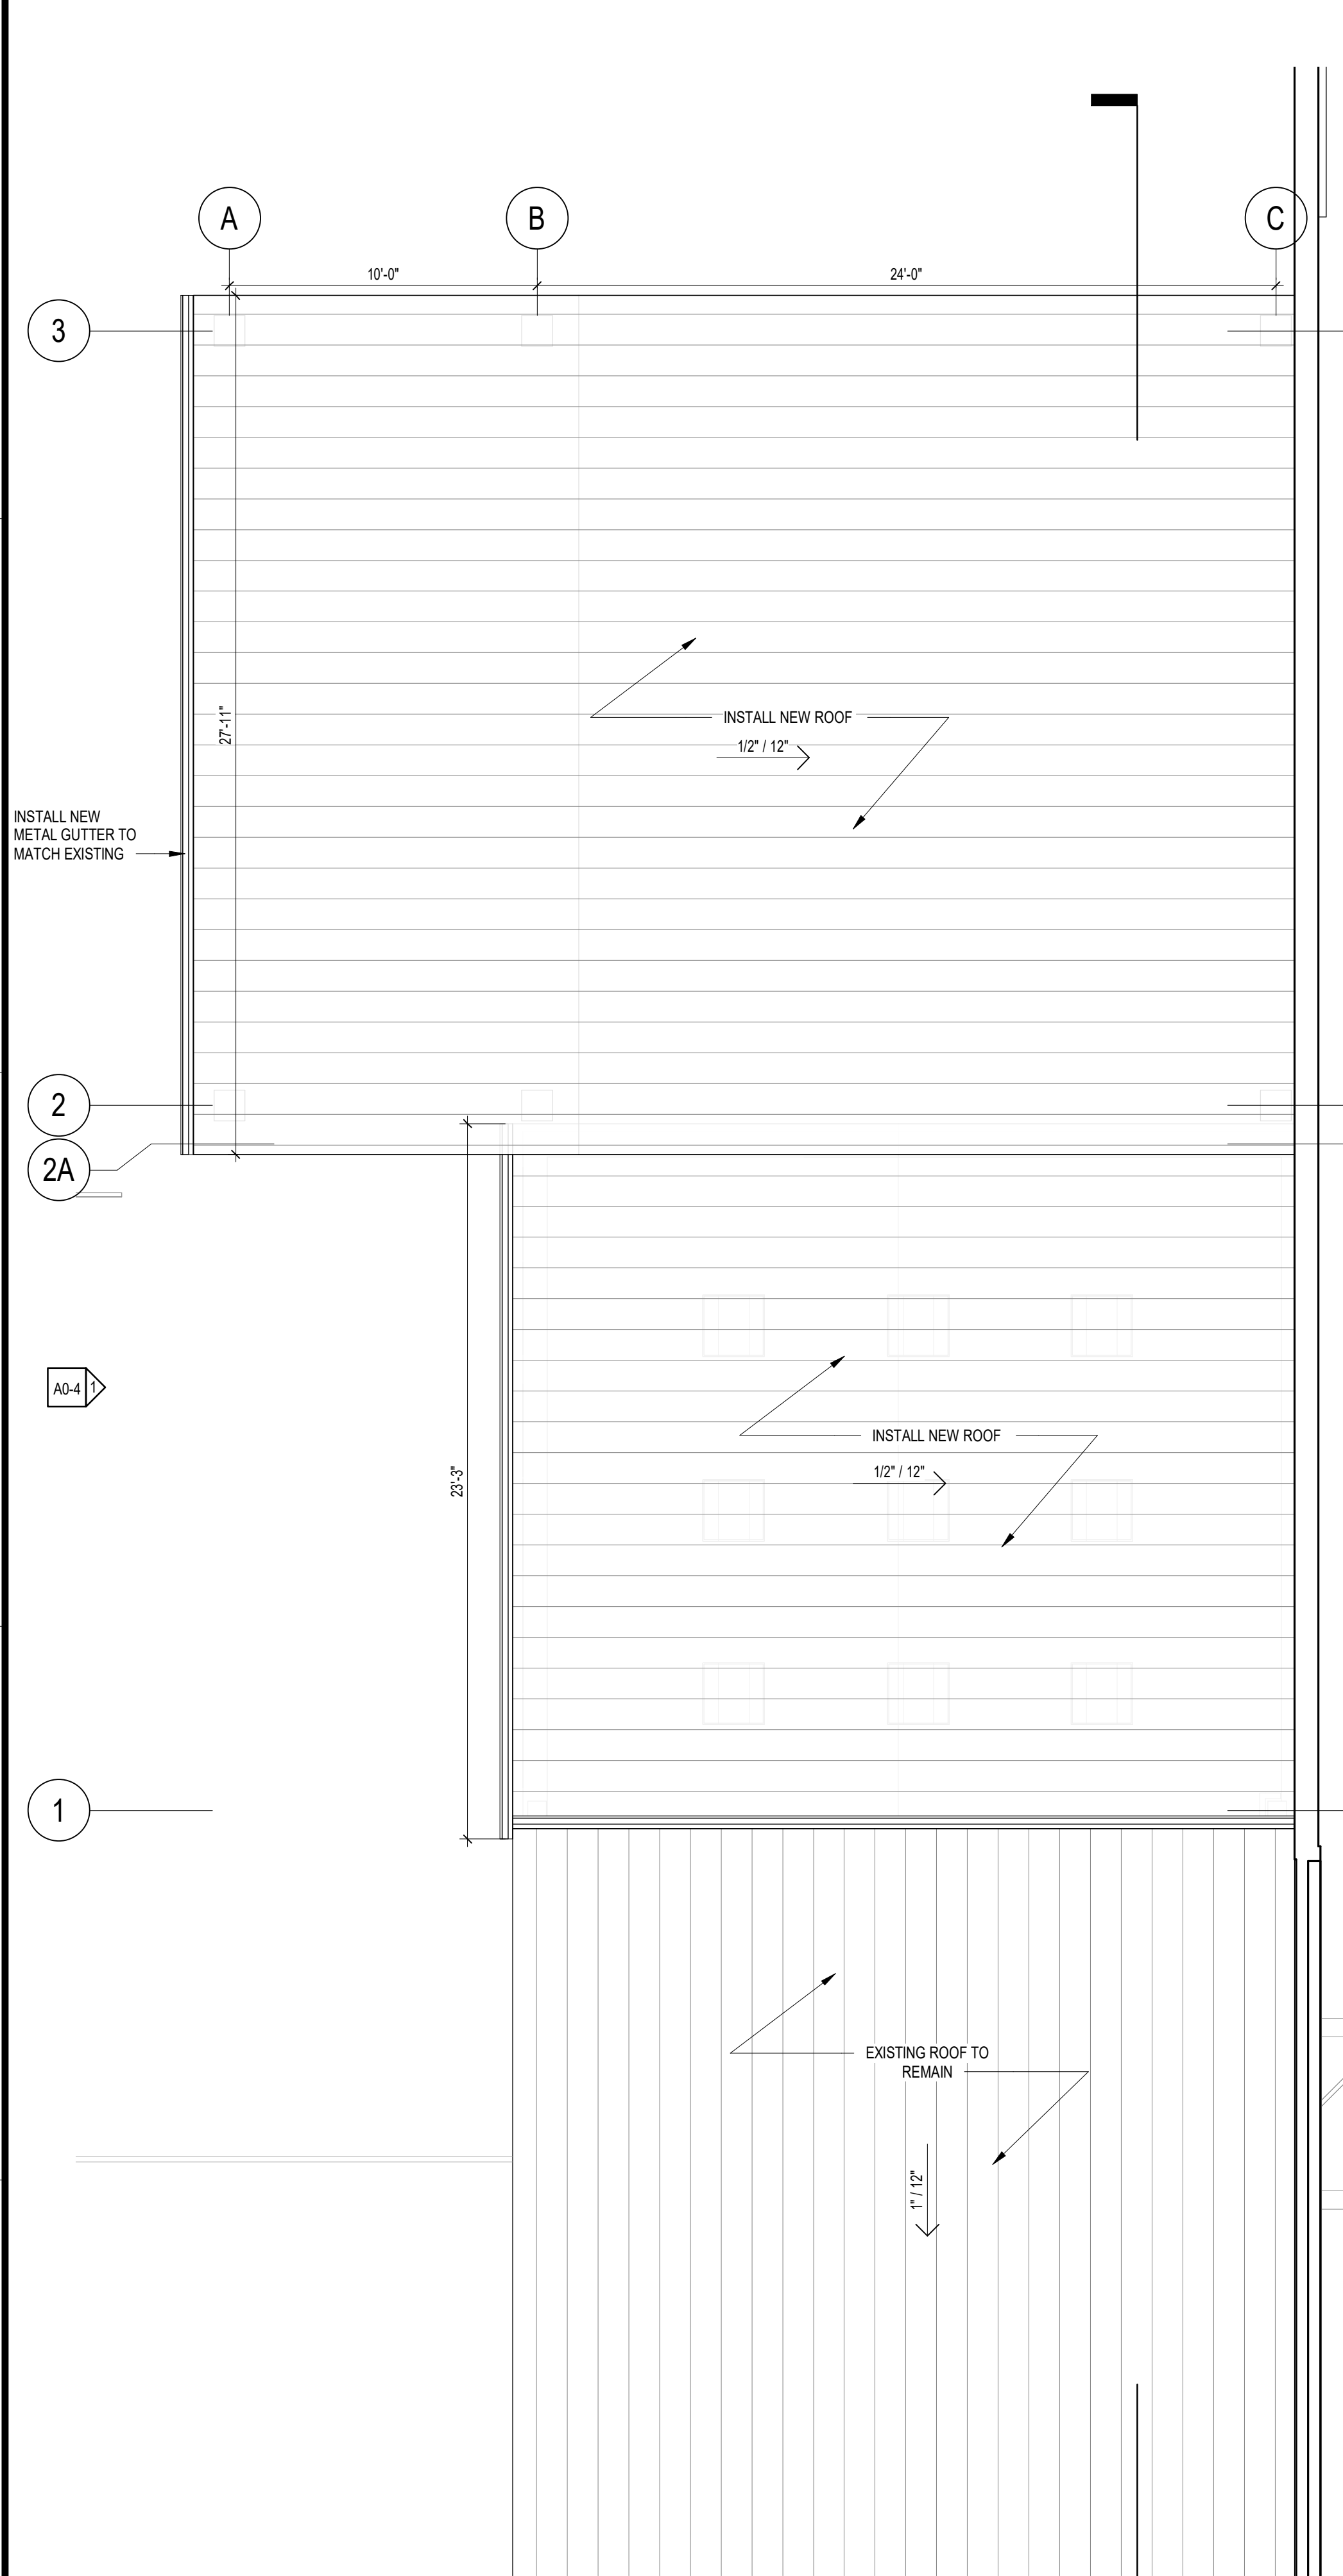 A
B
C
10'-0"
24'-0"
3
27'-11"
INSTALL NEW ROOF
1/2" / 12"
INSTALL NEW
METAL GUTTER TO
MATCH EXISTING
2
2A
A0-4
1
INSTALL NEW ROOF
1/2" / 12"
23'-3"
1
EXISTING ROOF TO
REMAIN
1" / 12"